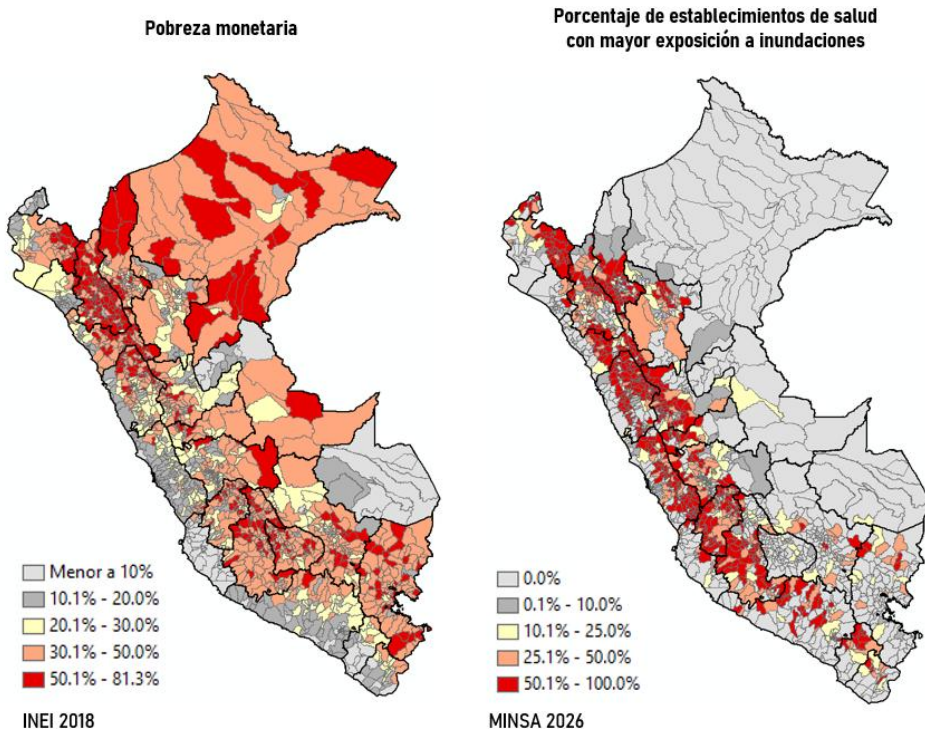 Pobreza monetaria
Porcentaje de establecimientos de salud
con mayor exposición a inundaciones
Menor a 10%
10.1% - 20.0%
20.1% - 30.0%
30.1% - 50.0%
50.1% - 81.3%
INEI 2018
0.0%
0.1% - 10.0%
10.1% - 25.0%
25.1% - 50.0%
50.1% - 100.0%
MINSA 2026